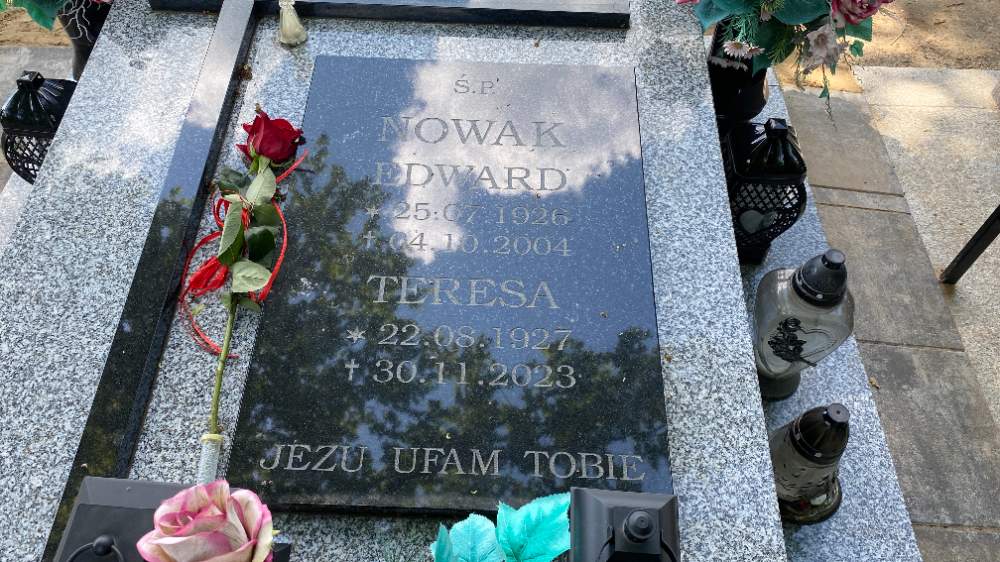 Ś.P.
NOWAK
EDWARD
* 25.07.1926
† 04.10.2004
TERESA
* 22.08.1927
† 30.11.2023
JEZU UFAM TOBIE